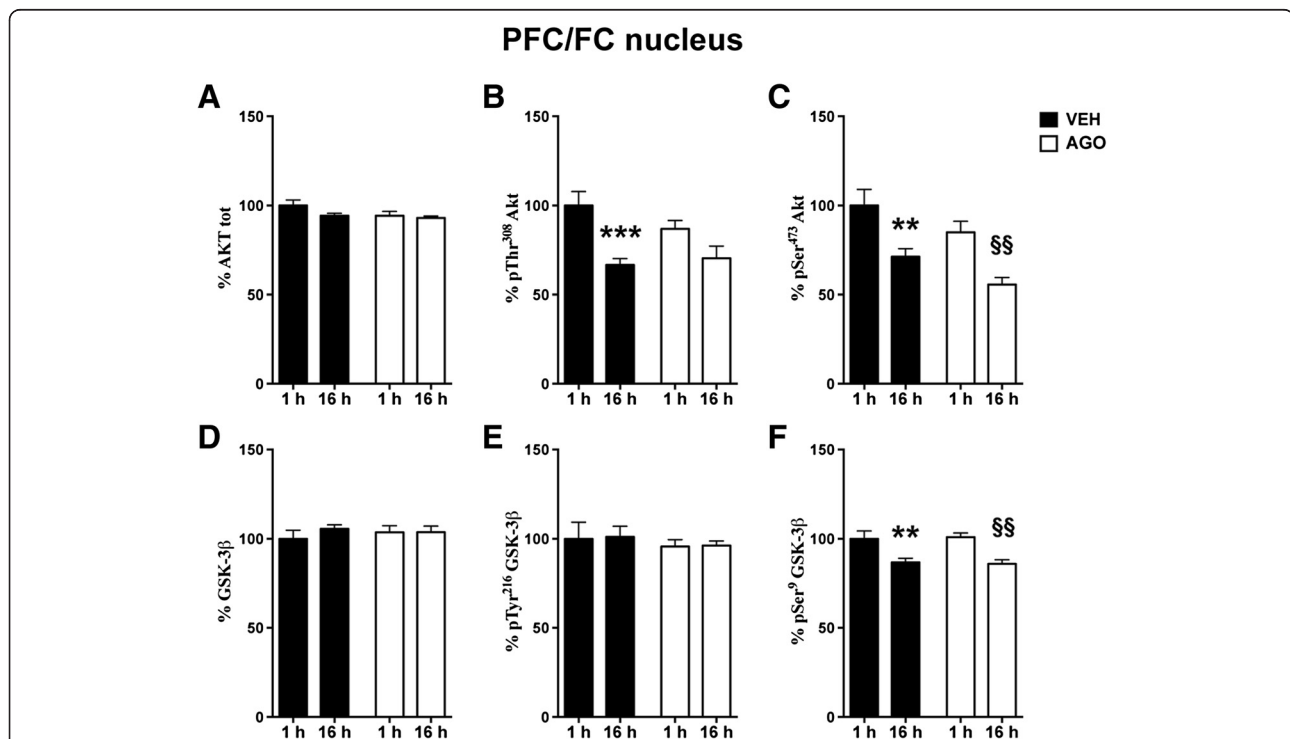 PFC/FC nucleus
A
150
100
50
0
% AKT tot
1 h 16 h 1 h 16 h
B
150
100
50
0
% pThr³⁰⁸ Akt
***
1 h 16 h 1 h 16 h
C
150
100
50
0
% pSer⁴⁷³ Akt
**
§§
1 h 16 h 1 h 16 h
VEH
AGO
D
150
100
50
0
% GSK-3β
1 h 16 h 1 h 16 h
E
150
100
50
0
% pTyr²¹⁶ GSK-3β
1 h 16 h 1 h 16 h
F
150
100
50
0
% pSer⁹ GSK-3β
**
§§
1 h 16 h 1 h 16 h